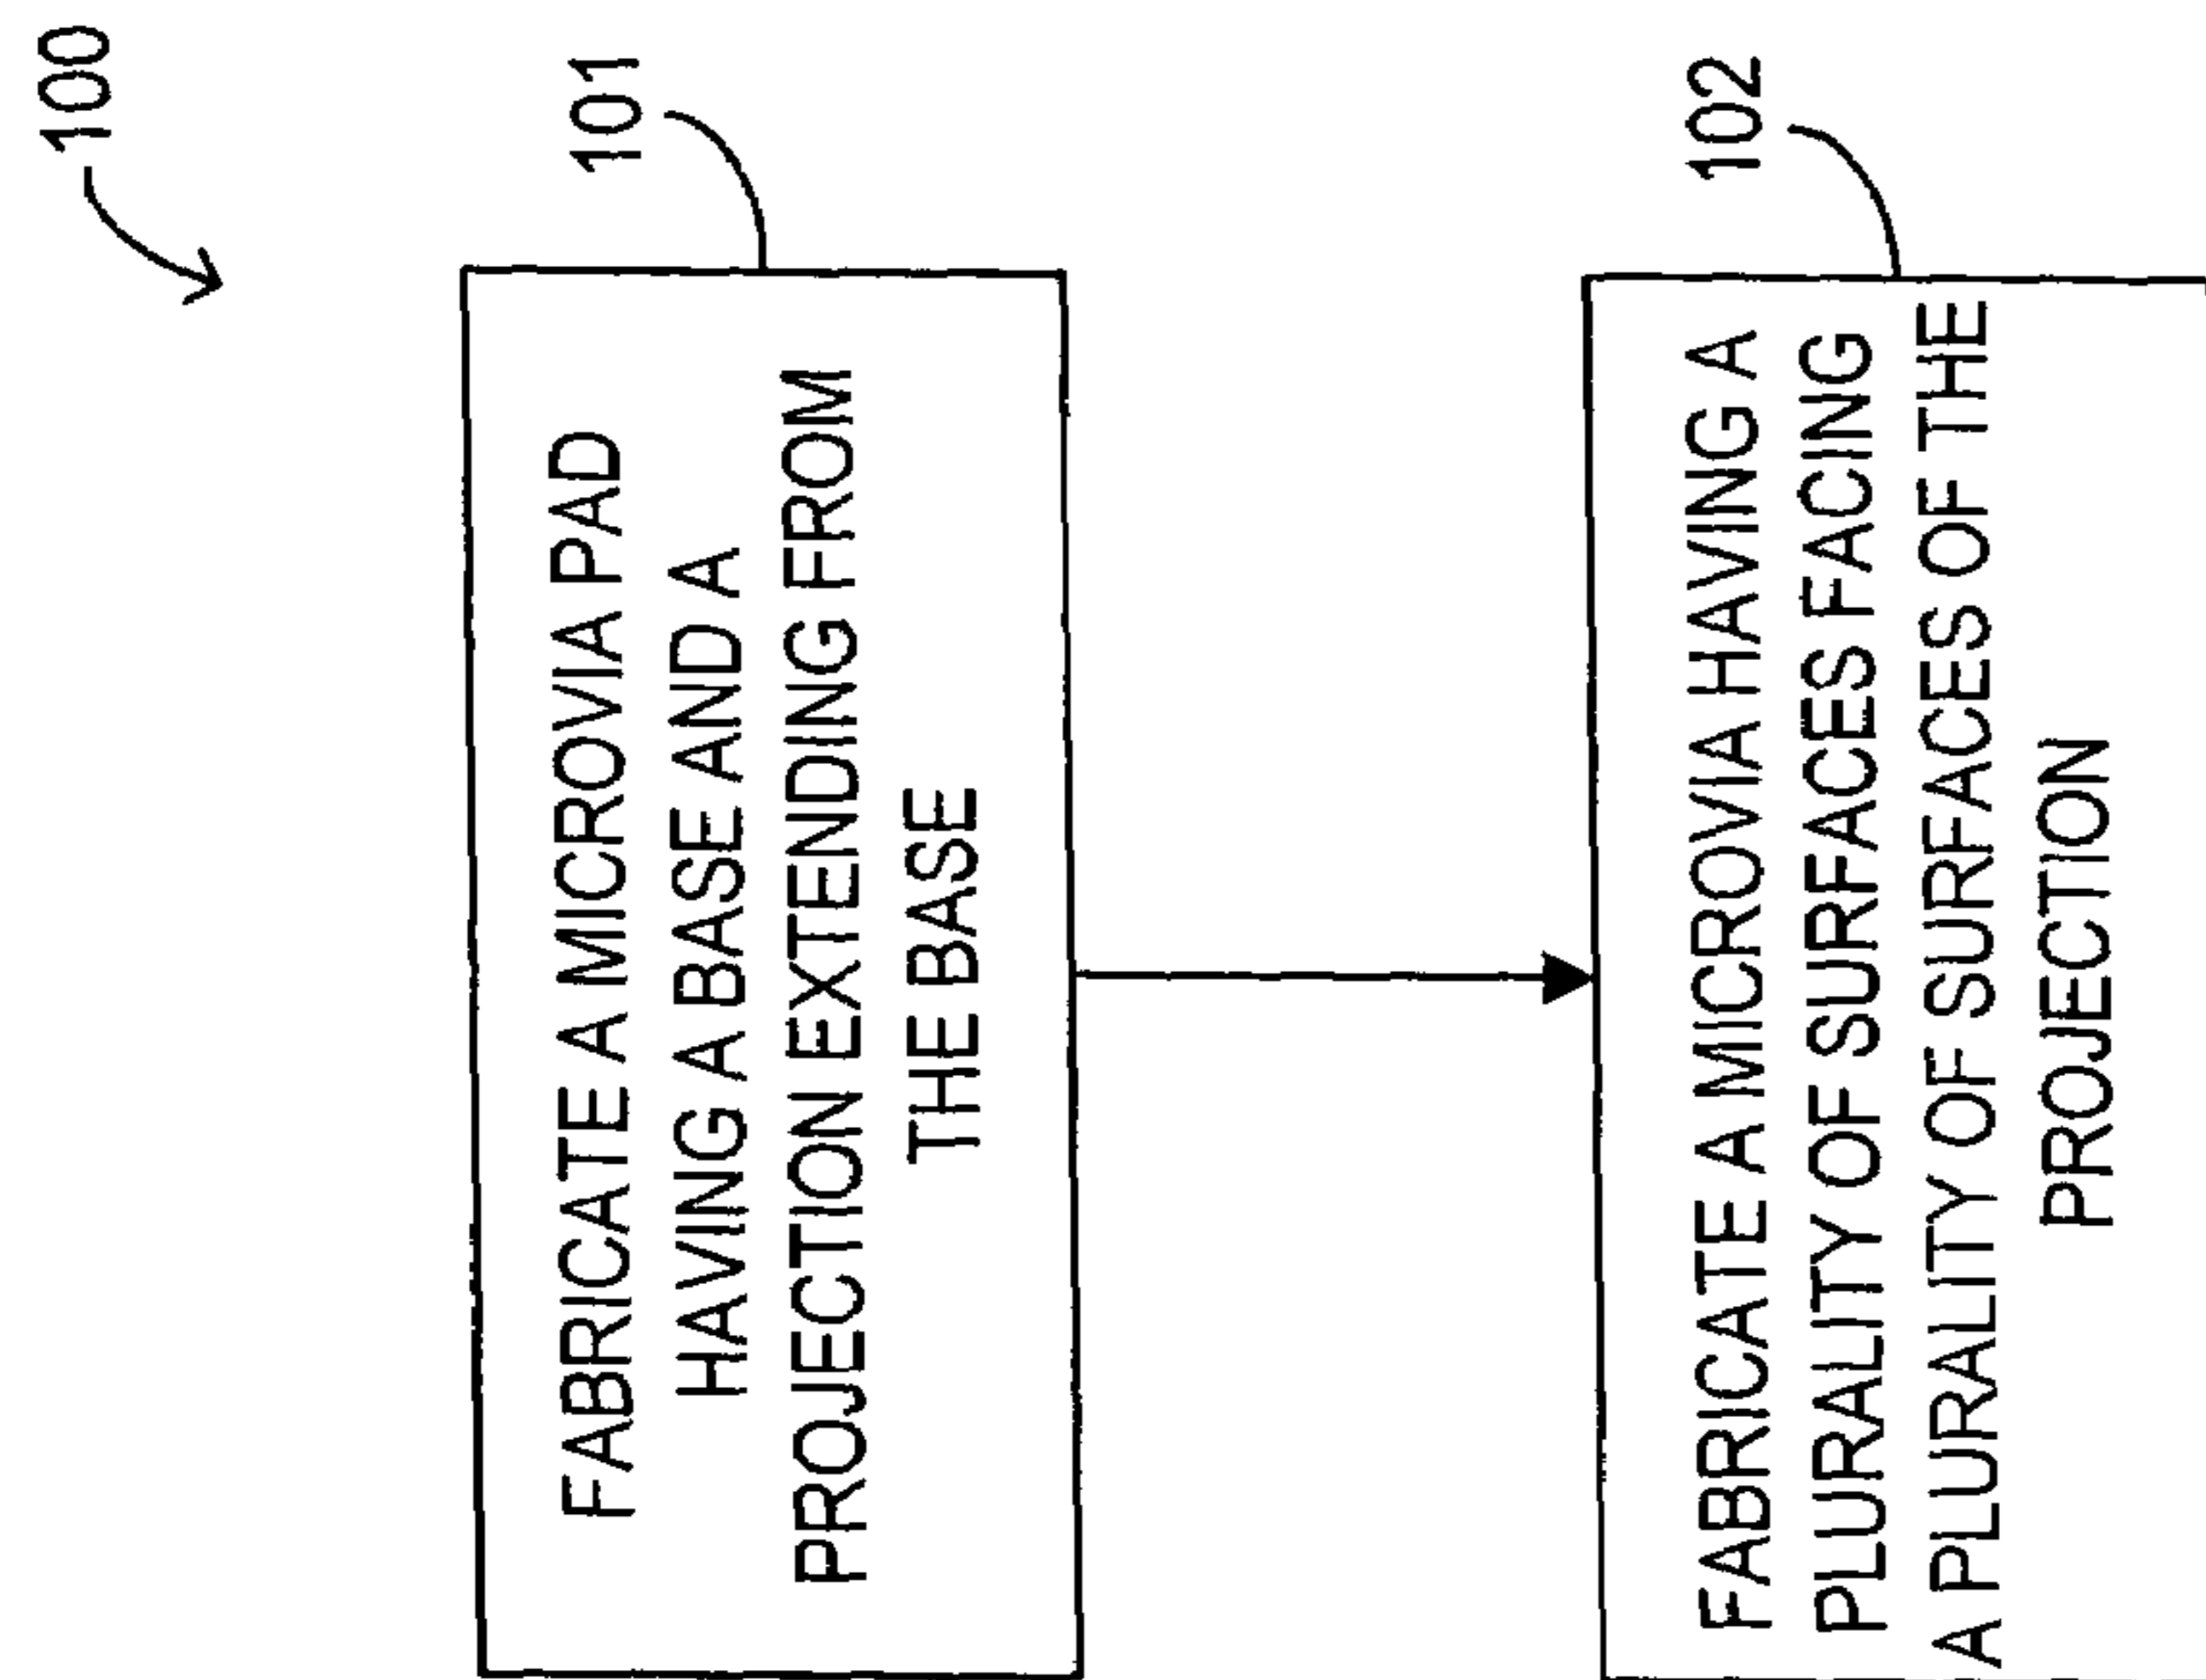 100
101
FABRICATE A MICROVIA PAD
HAVING A BASE AND A
PROJECTION EXTENDING FROM
THE BASE
102
FABRICATE A MICROVIA HAVING A
PLURALITY OF SURFACES FACING
A PLURALITY OF SURFACES OF THE
PROJECTION